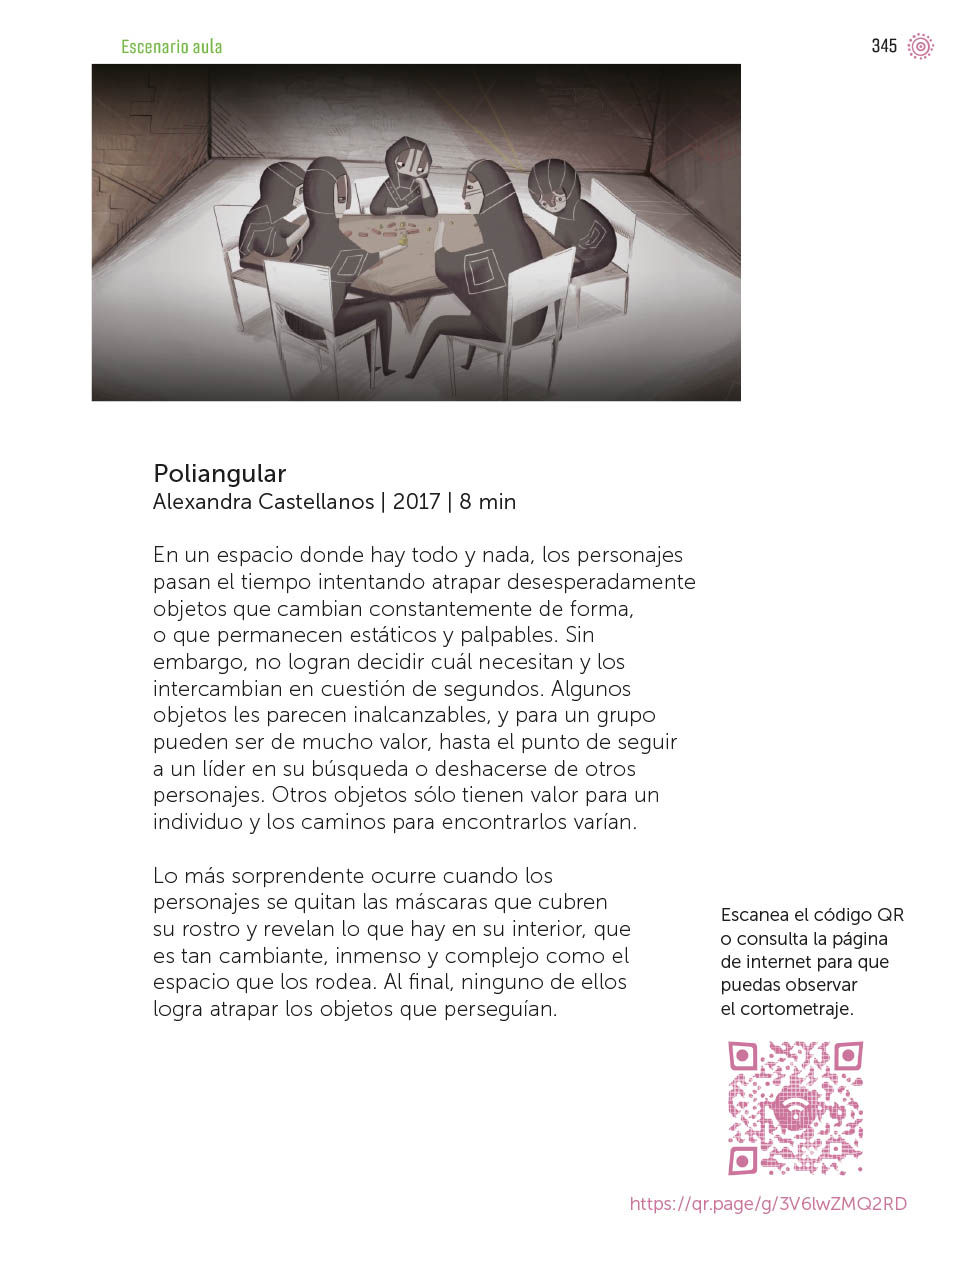 Escenario aula
345
Poliangular
Alexandra Castellanos | 2017 | 8 min
En un espacio donde hay todo y nada, los personajes
pasan el tiempo intentando atrapar desesperadamente
objetos que cambian constantemente de forma,
o que permanecen estáticos y palpables. Sin
embargo, no logran decidir cuál necesitan y los
intercambian en cuestión de segundos. Algunos
objetos les parecen inalcanzables, y para un grupo
pueden ser de mucho valor, hasta el punto de seguir
a un líder en su búsqueda o deshacerse de otros
personajes. Otros objetos sólo tienen valor para un
individuo y los caminos para encontrarlos varían.
Lo más sorprendente ocurre cuando los
personajes se quitan las máscaras que cubren
su rostro y revelan lo que hay en su interior, que
es tan cambiante, inmenso y complejo como el
espacio que los rodea. Al final, ninguno de ellos
logra atrapar los objetos que perseguían.
Escanea el código QR
o consulta la página
de internet para que
puedas observar
el cortometraje.
https://qr.page/g/3V6lwZMQ2RD